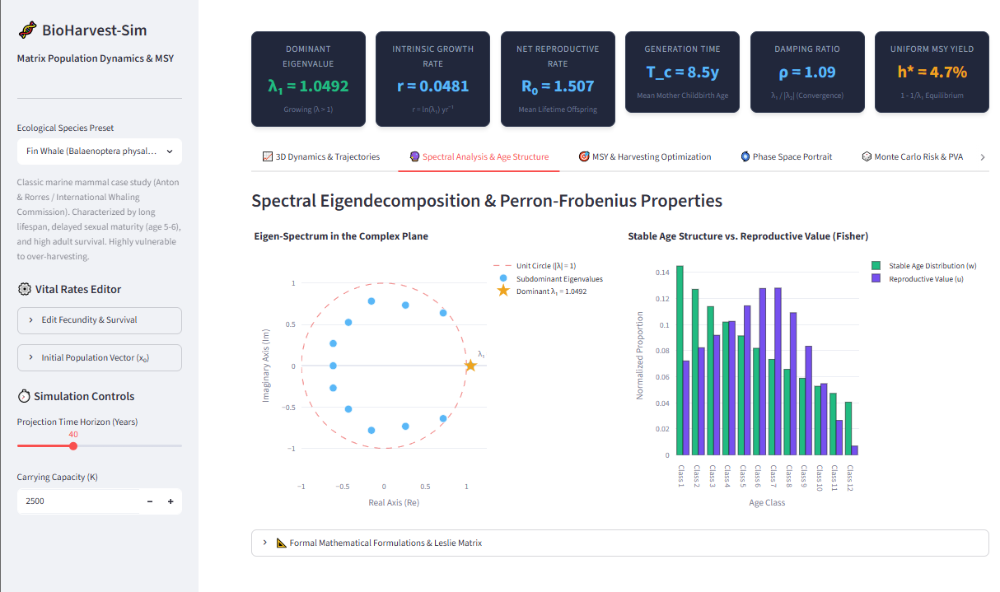 BioHarvest-Sim
Matrix Population Dynamics & MSY
Ecological Species Preset
Fin Whale (Balaenoptera physal...
Classic marine mammal case study (Anton
& Rorres / International Whaling
Commission). Characterized by long
lifespan, delayed sexual maturity (age 5-6),
and high adult survival. Highly vulnerable
to over-harvesting.
Vital Rates Editor
Edit Fecundity & Survival
Initial Population Vector (x₀)
Simulation Controls
Projection Time Horizon (Years)
40
Carrying Capacity (K)
2500
DOMINANT
EIGENVALUE
λ₁ = 1.0492
Growing (λ > 1)
INTRINSIC GROWTH
RATE
r = 0.0481
r = ln(λ₁) yr⁻¹
NET REPRODUCTIVE
RATE
R₀ = 1.507
Mean Lifetime Offspring
GENERATION TIME
T_c = 8.5y
Mean Mother Childbirth Age
DAMPING RATIO
ρ = 1.09
λ₁ / |λ₂| (Convergence)
UNIFORM MSY YIELD
h* = 4.7%
1 - 1/λ₁ Equilibrium
3D Dynamics & Trajectories
Spectral Analysis & Age Structure
MSY & Harvesting Optimization
Phase Space Portrait
Monte Carlo Risk & PVA
Spectral Eigendecomposition & Perron-Frobenius Properties
Eigen-Spectrum in the Complex Plane
Unit Circle (|λ| = 1)
Subdominant Eigenvalues
Dominant λ₁ = 1.0492
Imaginary Axis (Im)
1
0.5
0
−0.5
−1
λ₁
−1 −0.5 0 0.5 1
Real Axis (Re)
Stable Age Structure vs. Reproductive Value (Fisher)
Stable Age Distribution (w)
Reproductive Value (u)
Normalized Proportion
0.14
0.12
0.1
0.08
0.06
0.04
0.02
0
Class 1
Class 2
Class 3
Class 4
Class 5
Class 6
Class 7
Class 8
Class 9
Class 10
Class 11
Class 12
Age Class
Formal Mathematical Formulations & Leslie Matrix